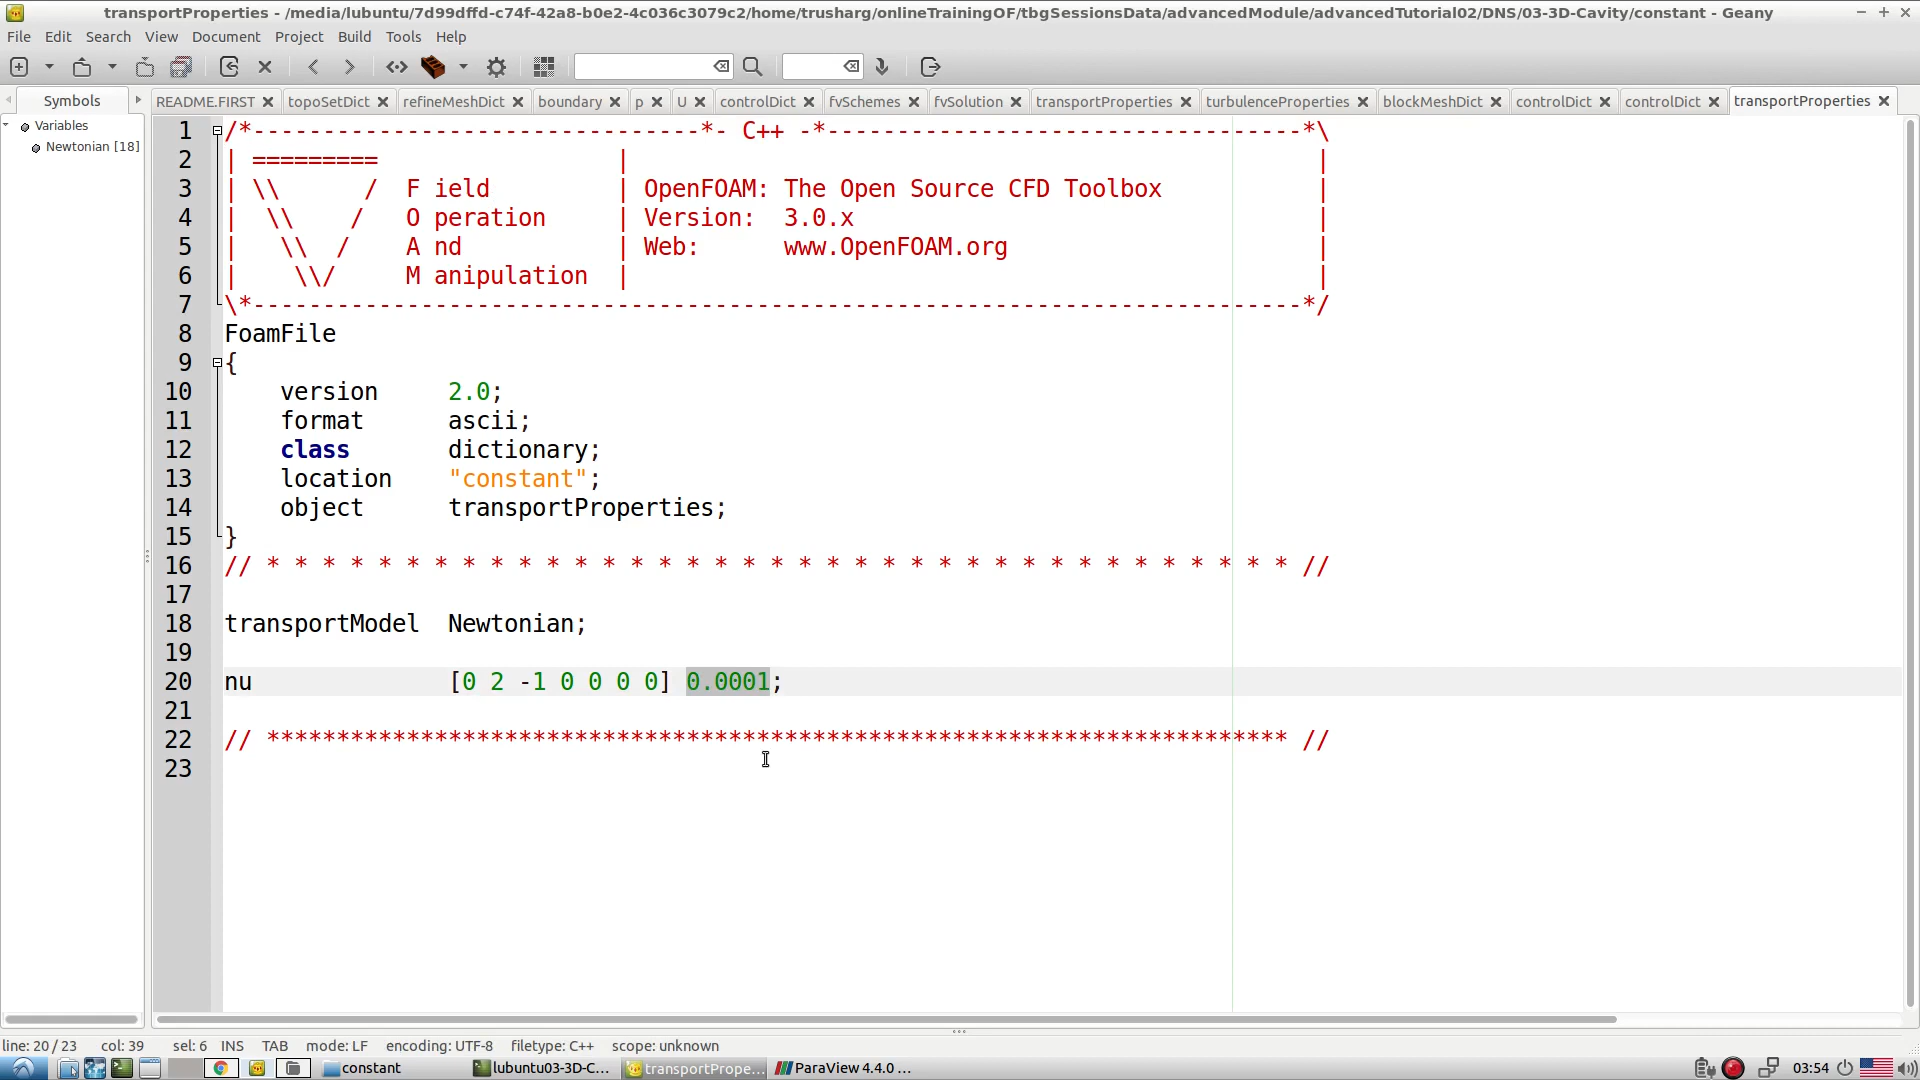 transportProperties - /media/lubuntu/7d99dffd-c74f-42a8-b0e2-4c036c3079c2/home/trusharg/onlineTrainingOF/tbgSessionsData/advancedModule/advancedTutorial02/DNS/03-3D-Cavity/constant - Geany
File Edit Search View Document Project Build Tools Help
Symbols README.FIRST topoSetDict refineMeshDict boundary p U controlDict fvSchemes fvSolution transportProperties turbulenceProperties blockMeshDict controlDict controlDict transportProperties
Variables
Newtonian [18]
1 /*--------------------------------*- C++ -*----------------------------------*\
2 | ========= | |
3 | \\ / F ield | OpenFOAM: The Open Source CFD Toolbox |
4 | \\ / O peration | Version: 3.0.x |
5 | \\ / A nd | Web: www.OpenFOAM.org |
6 | \\/ M anipulation | |
7 \*---------------------------------------------------------------------------*/
8 FoamFile
9 {
10 version 2.0;
11 format ascii;
12 class dictionary;
13 location "constant";
14 object transportProperties;
15 }
16 // * * * * * * * * * * * * * * * * * * * * * * * * * * * * * * * * * * * * * //
17
18 transportModel Newtonian;
19
20 nu [0 2 -1 0 0 0 0] 0.0001;
21
22 // ************************************************************************* //
23
line: 20 / 23 col: 39 sel: 6 INS TAB mode: LF encoding: UTF-8 filetype: C++ scope: unknown
constant lubuntu03-3D-C... transportPrope... ParaView 4.4.0 ... 03:54